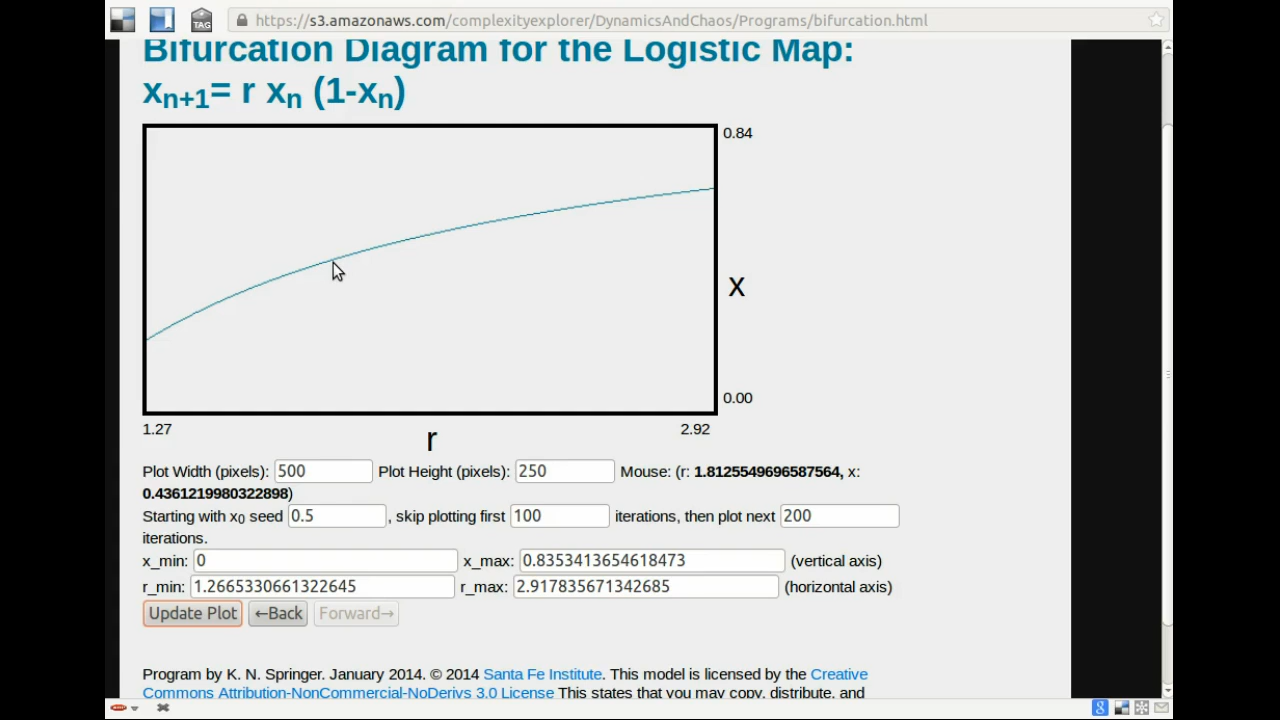 TAG
https://s3.amazonaws.com/complexityexplorer/DynamicsAndChaos/Programs/bifurcation.html
Bifurcation Diagram for the Logistic Map:
xn+1= r xn (1-xn)
0.84
x
0.00
1.27
2.92
r
Plot Width (pixels): 500 Plot Height (pixels): 250 Mouse: (r: 1.8125549696587564, x:
0.4361219980322898)
Starting with x0 seed 0.5 , skip plotting first 100 iterations, then plot next 200
iterations.
x_min: 0 x_max: 0.8353413654618473 (vertical axis)
r_min: 1.2665330661322645 r_max: 2.917835671342685 (horizontal axis)
Update Plot ←Back Forward→
Program by K. N. Springer. January 2014. © 2014 Santa Fe Institute. This model is licensed by the Creative
Commons Attribution-NonCommercial-NoDerivs 3.0 License This states that you may copy, distribute, and
8